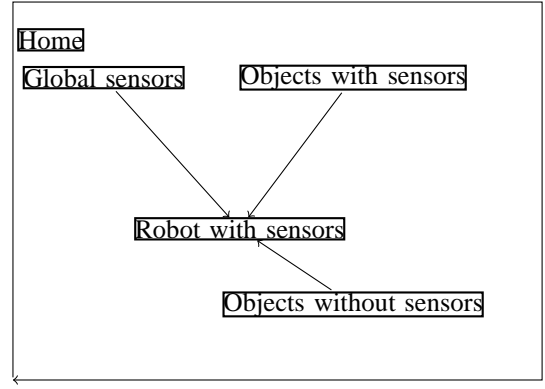 Home
Global sensors
Objects with sensors
Robot with sensors
Objects without sensors